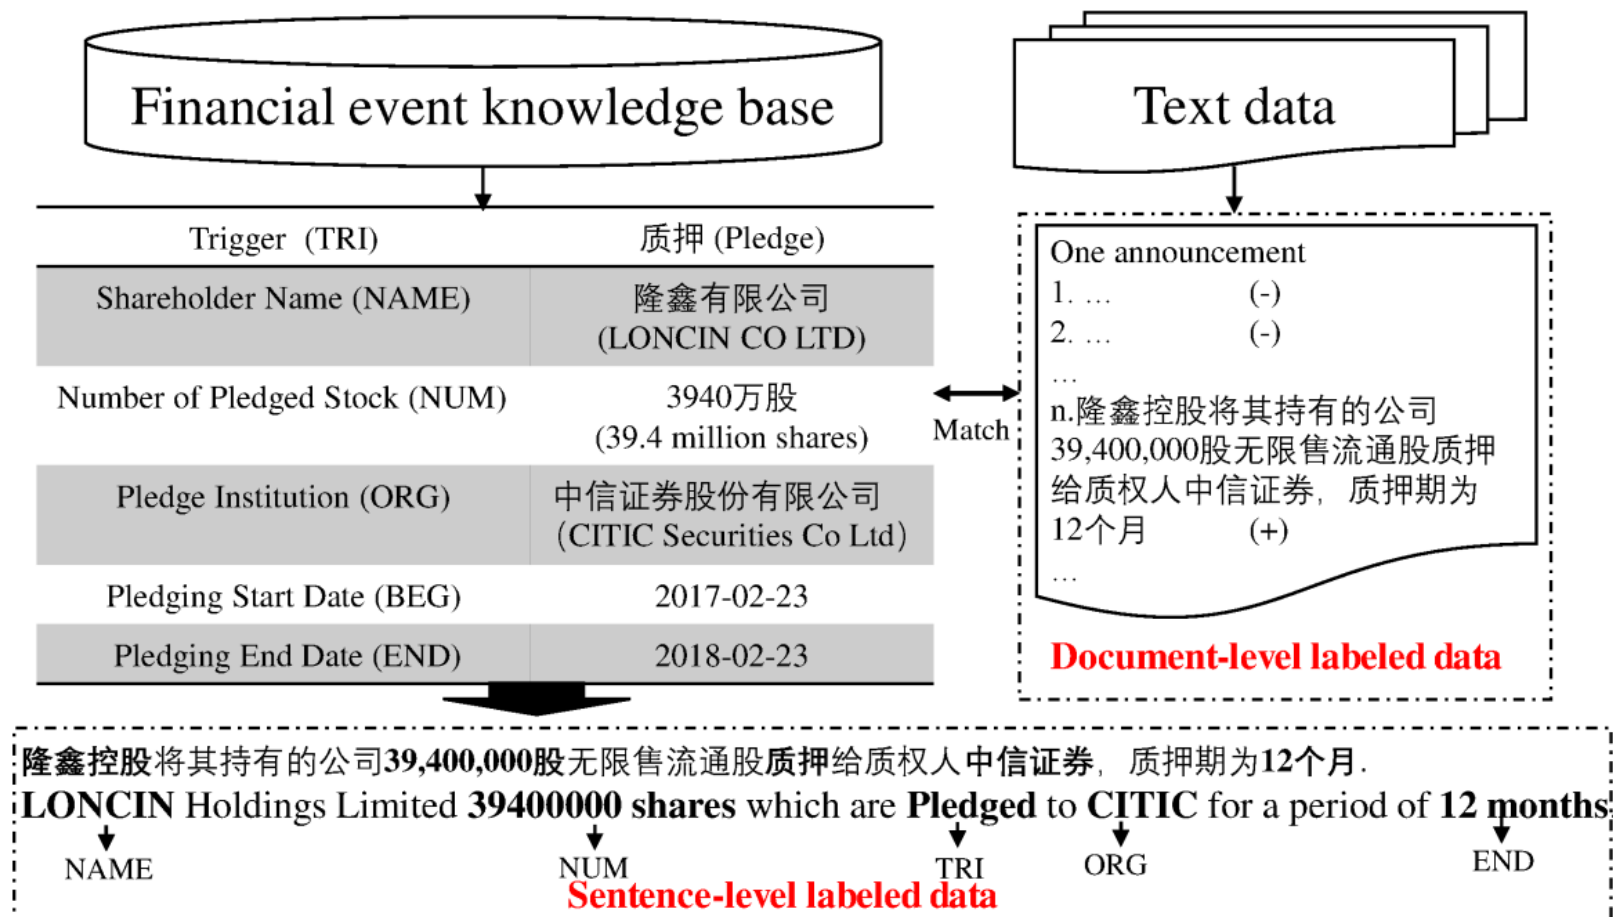 Financial event knowledge base
Text data
Trigger (TRI) 质押 (Pledge)
Shareholder Name (NAME) 隆鑫有限公司
(LONCIN CO LTD)
Number of Pledged Stock (NUM) 3940万股
(39.4 million shares)
Pledge Institution (ORG) 中信证券股份有限公司
（CITIC Securities Co Ltd）
Pledging Start Date (BEG) 2017-02-23
Pledging End Date (END) 2018-02-23
Match
One announcement
1. … (-)
2. … (-)
…
n.隆鑫控股将其持有的公司
39,400,000股无限售流通股质押
给质权人中信证券，质押期为
12个月 (+)
…
Document-level labeled data
隆鑫控股将其持有的公司39,400,000股无限售流通股质押给质权人中信证券，质押期为12个月.
LONCIN Holdings Limited 39400000 shares which are Pledged to CITIC for a period of 12 months.
NAME NUM TRI ORG END
Sentence-level labeled data